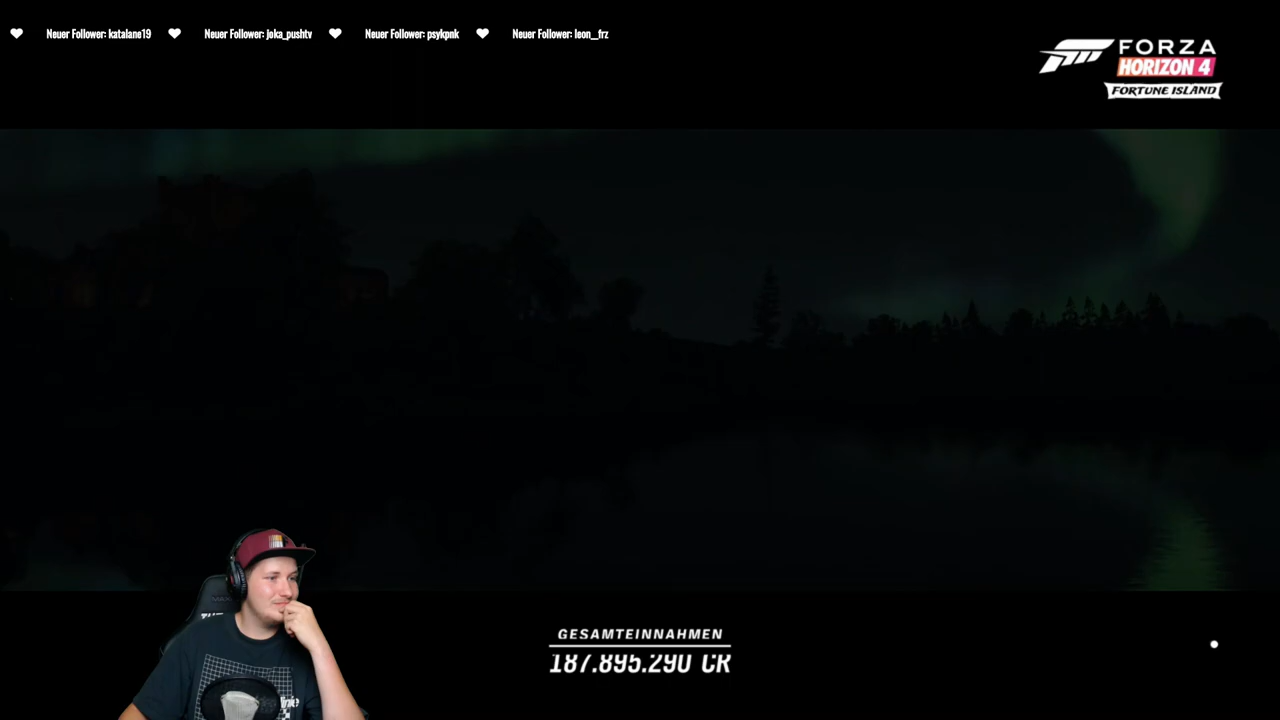 Neuer Follower: katalane19
Neuer Follower: joka_pushtv
Neuer Follower: psykpnk
Neuer Follower: leon__frz
FORZA
HORIZON 4
FORTUNE ISLAND
GESAMTEINNAHMEN
187.895.290 CR